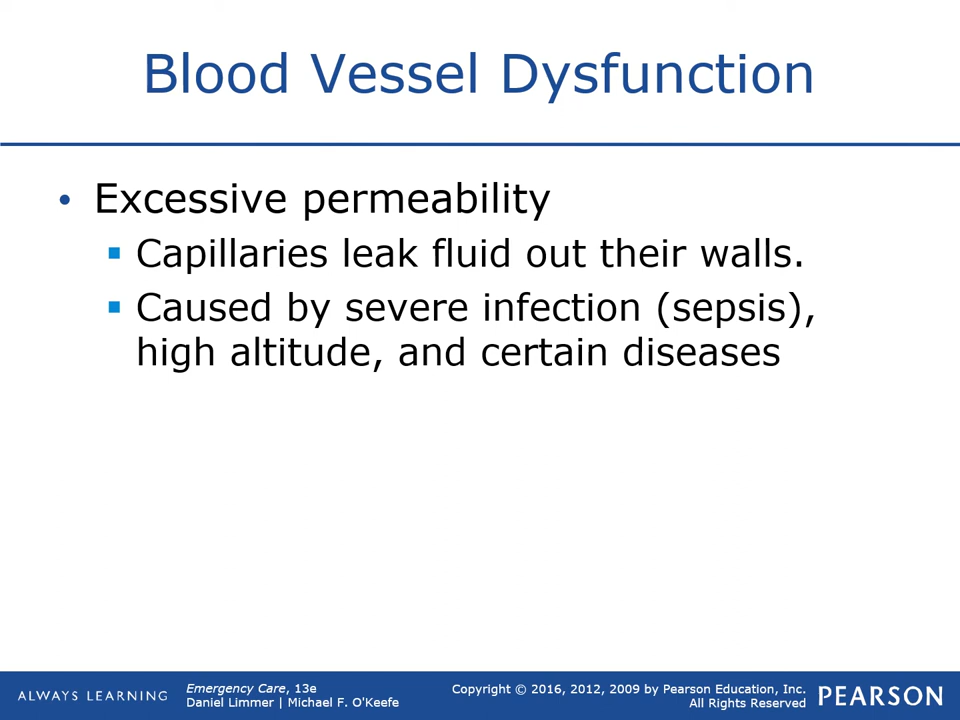 Blood Vessel Dysfunction
• Excessive permeability
▪ Capillaries leak fluid out their walls.
▪ Caused by severe infection (sepsis),
high altitude, and certain diseases
ALWAYS LEARNING
Emergency Care, 13e
Daniel Limmer | Michael F. O'Keefe
Copyright © 2016, 2012, 2009 by Pearson Education, Inc.
All Rights Reserved
PEARSON